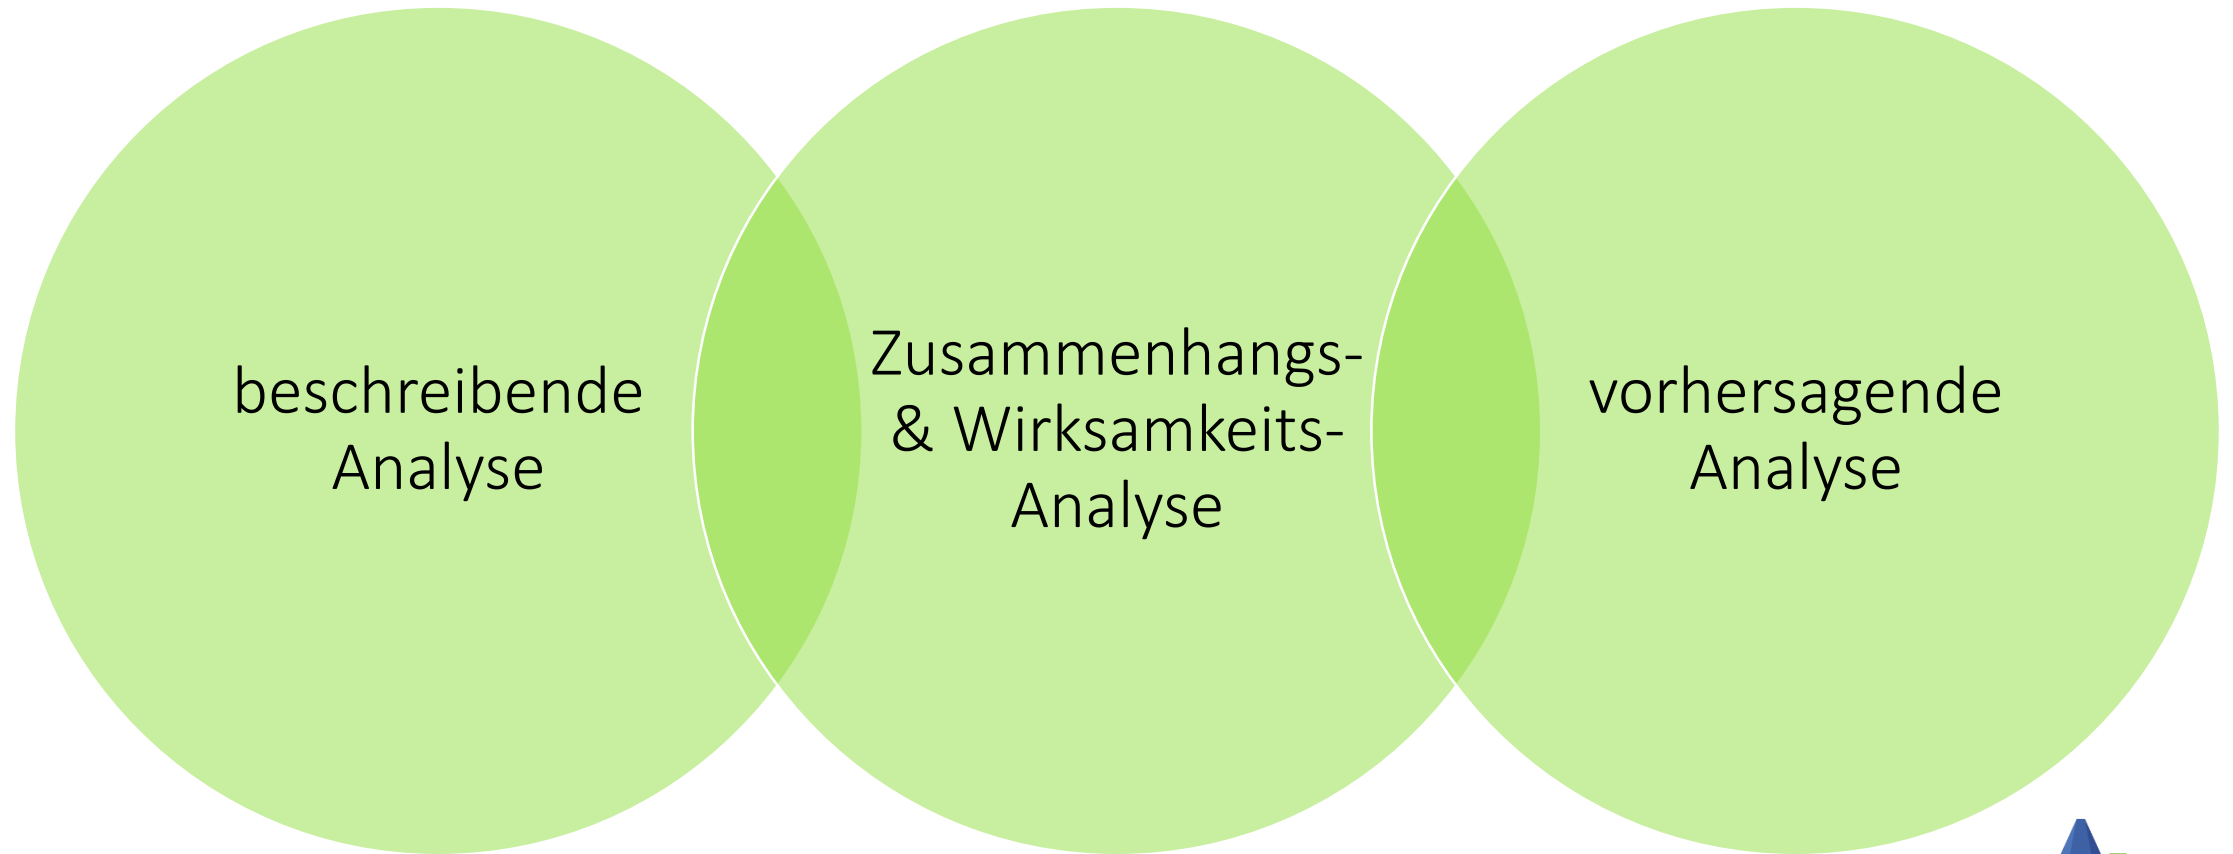 beschreibende
Analyse
Zusammenhangs-
& Wirksamkeits-
Analyse
vorhersagende
Analyse